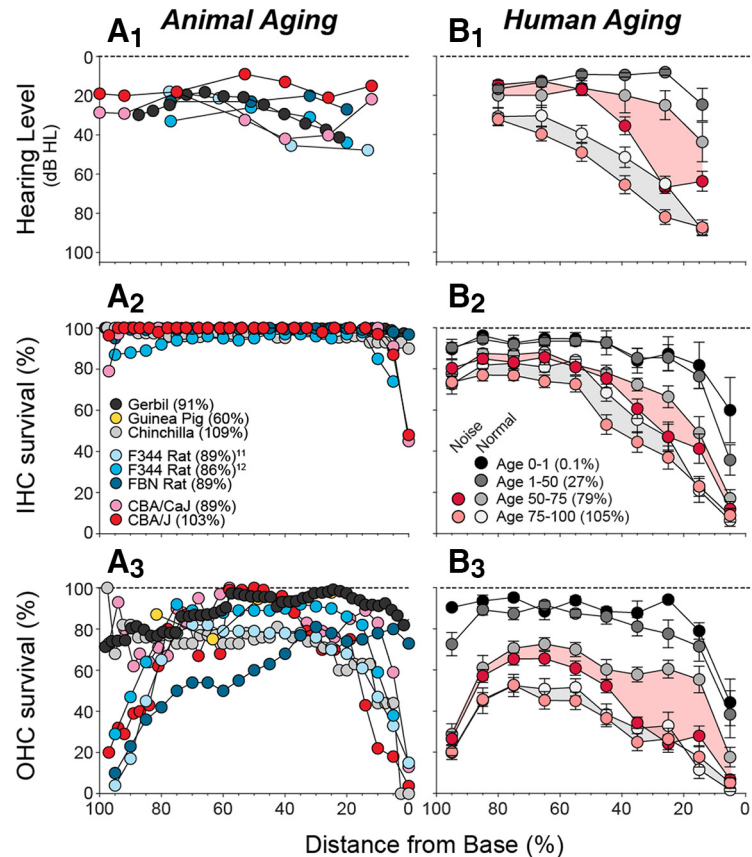 Animal Aging
Human Aging
A1
B1
Hearing Level
(dB HL)
0
20
40
60
80
100
A2
B2
IHC survival (%)
100
80
60
40
20
0
Gerbil (91%)
Guinea Pig (60%)
Chinchilla (109%)
F344 Rat (89%)11
F344 Rat (86%)12
FBN Rat (89%)
CBA/CaJ (89%)
CBA/J (103%)
Noise
Normal
Age 0-1 (0.1%)
Age 1-50 (27%)
Age 50-75 (79%)
Age 75-100 (105%)
A3
B3
OHC survival (%)
100
80
60
40
20
0
100 80 60 40 20 0
100 80 60 40 20 0
Distance from Base (%)